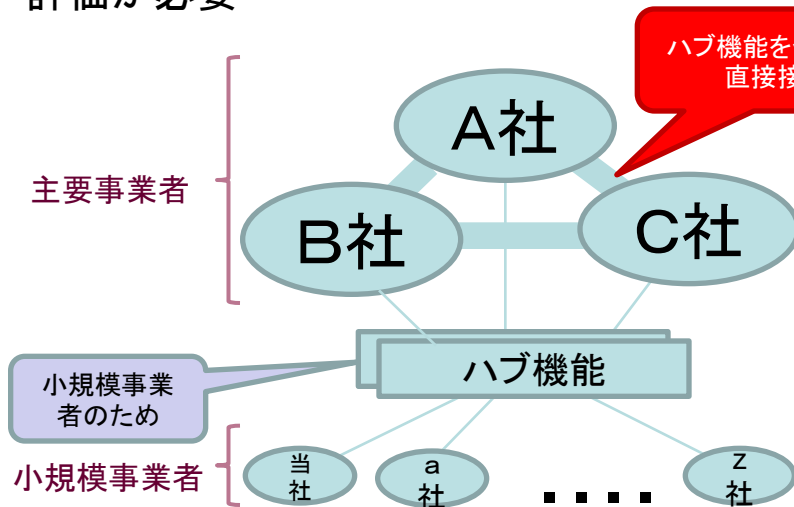 評価が必要
ハブ機能を
直接接
A社
主要事業者
B社
C社
ハブ機能
小規模事業
者のため
小規模事業者
当
社
a
社
z
社